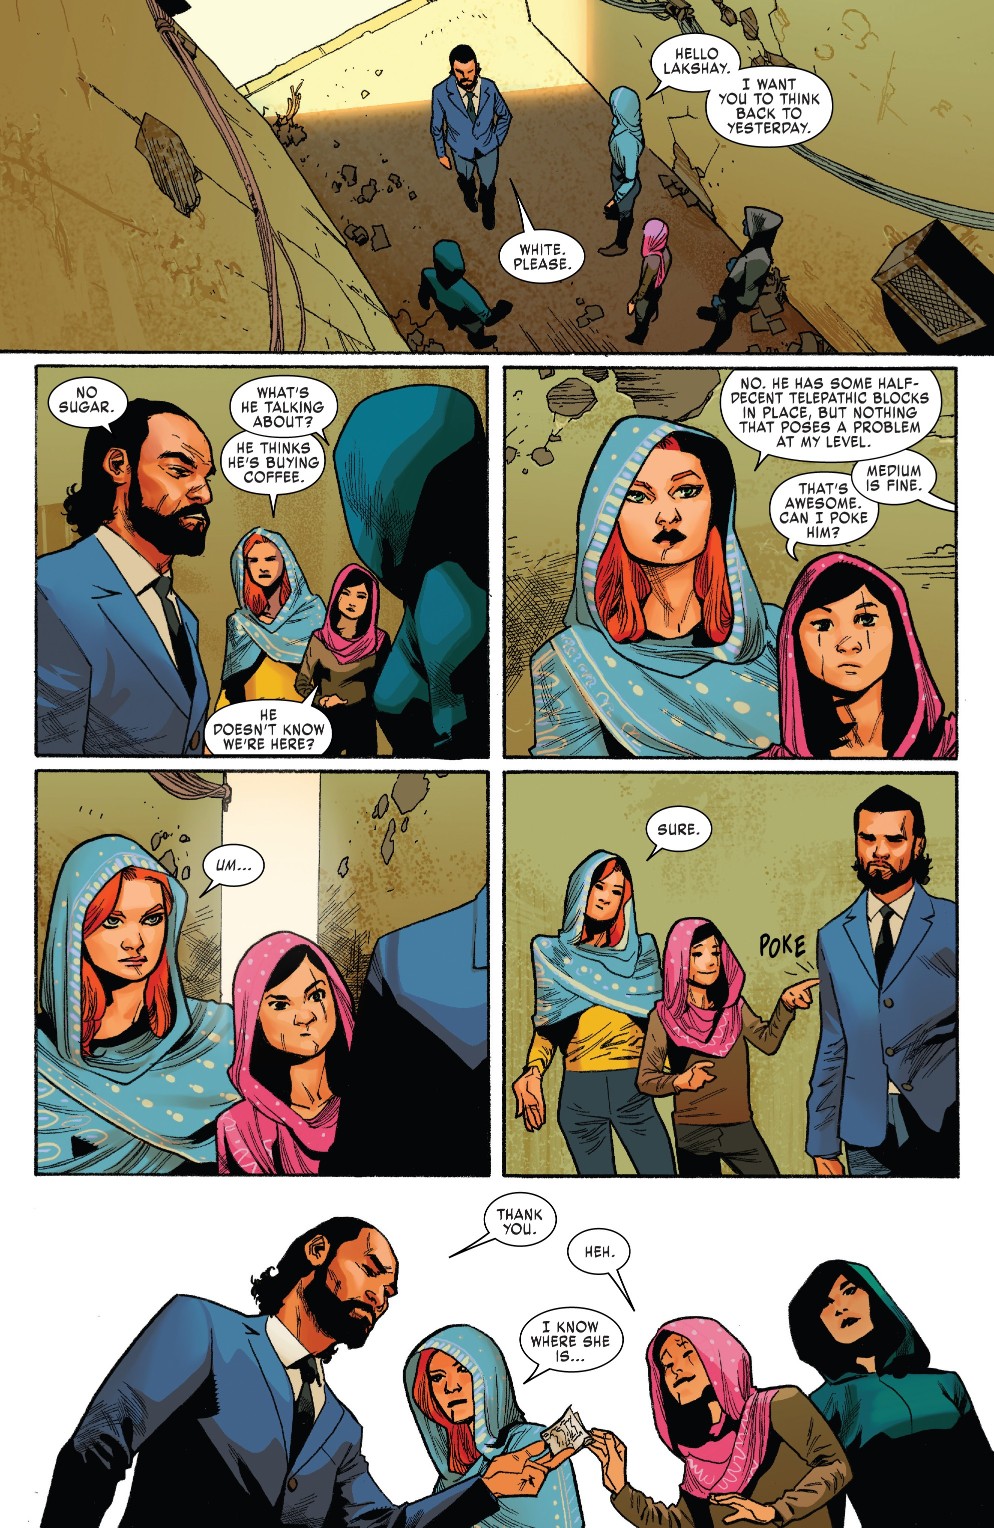 HELLO
LAKSHAY.
I WANT
YOU TO THINK
BACK TO
YESTERDAY.
WHITE.
PLEASE.
NO
SUGAR.
WHAT'S
HE TALKING
ABOUT?
HE THINKS
HE'S BUYING
COFFEE.
HE
DOESN'T KNOW
WE'RE HERE?
NO. HE HAS SOME HALF-
DECENT TELEPATHIC BLOCKS
IN PLACE, BUT NOTHING
THAT POSES A PROBLEM
AT MY LEVEL.
THAT'S
AWESOME.
CAN I POKE
HIM?
MEDIUM
IS FINE.
UM...
SURE.
POKE
THANK
YOU.
HEH.
I KNOW
WHERE SHE
IS...